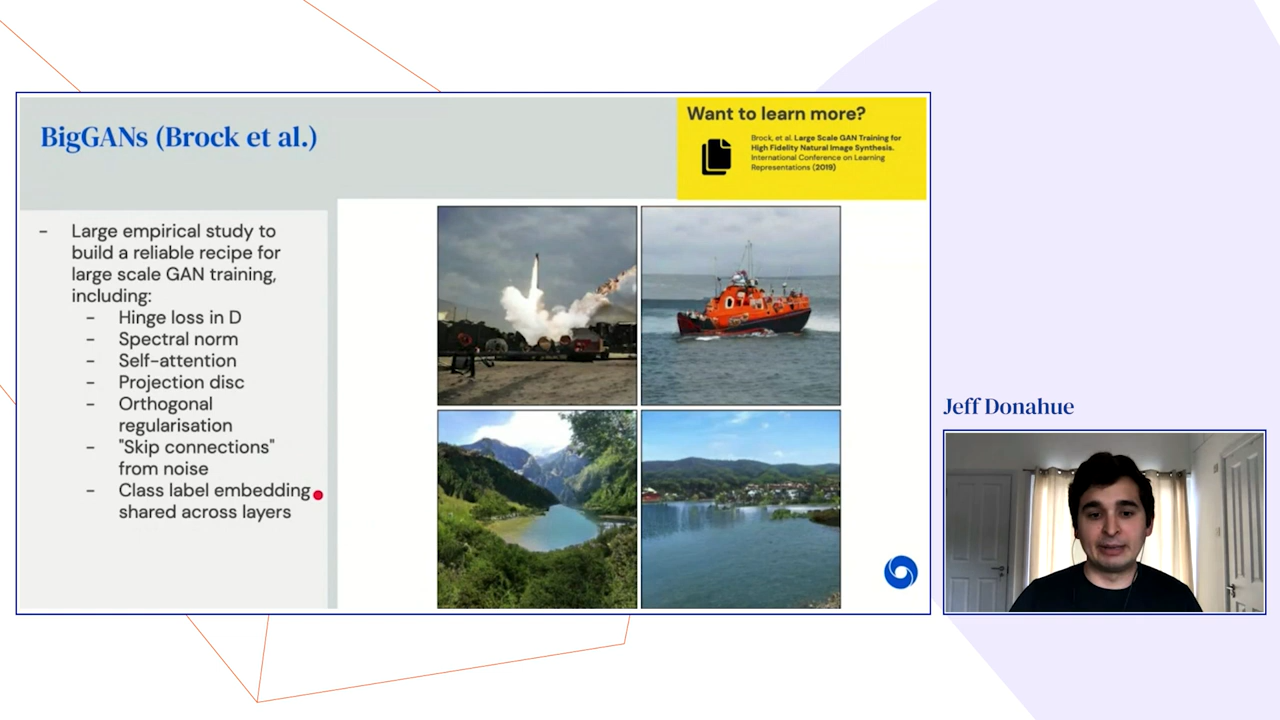 BigGANs (Brock et al.)
Want to learn more?
Brock, et al. Large Scale GAN Training for
High Fidelity Natural Image Synthesis.
International Conference on Learning
Representations (2019)
- Large empirical study to
build a reliable recipe for
large scale GAN training,
including:
- Hinge loss in D
- Spectral norm
- Self-attention
- Projection disc
- Orthogonal
regularisation
- "Skip connections"
from noise
- Class label embedding
shared across layers
Jeff Donahue